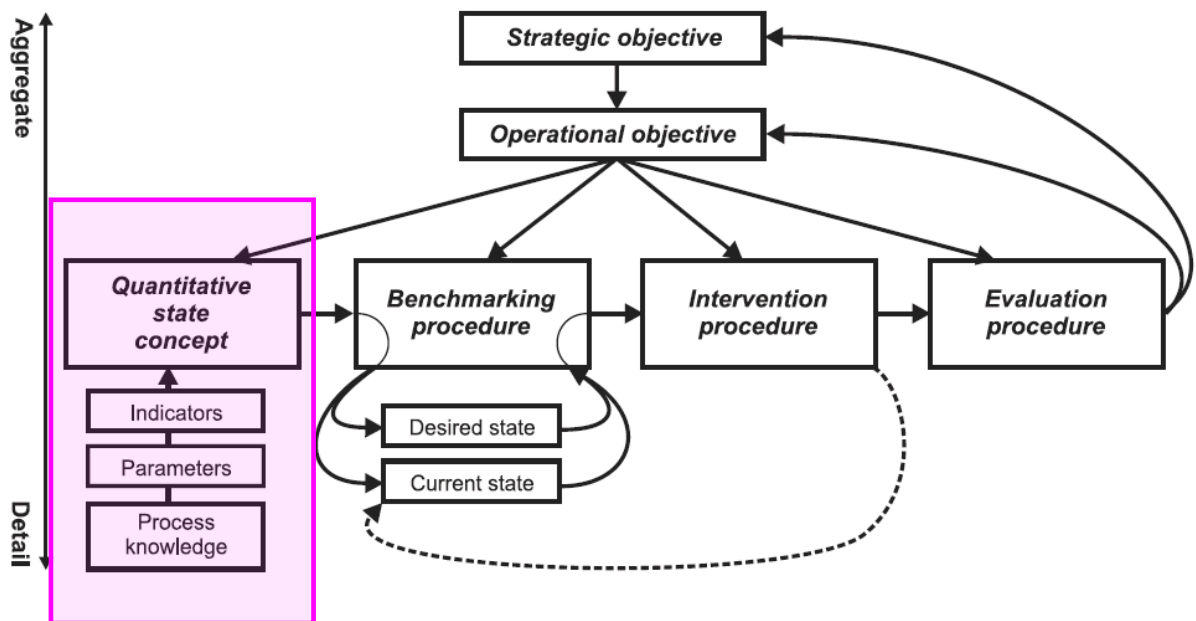 Aggregate
Detail
Strategic objective
Operational objective
Quantitative
state
concept
Benchmarking
procedure
Intervention
procedure
Evaluation
procedure
Indicators
Parameters
Process
knowledge
Desired state
Current state